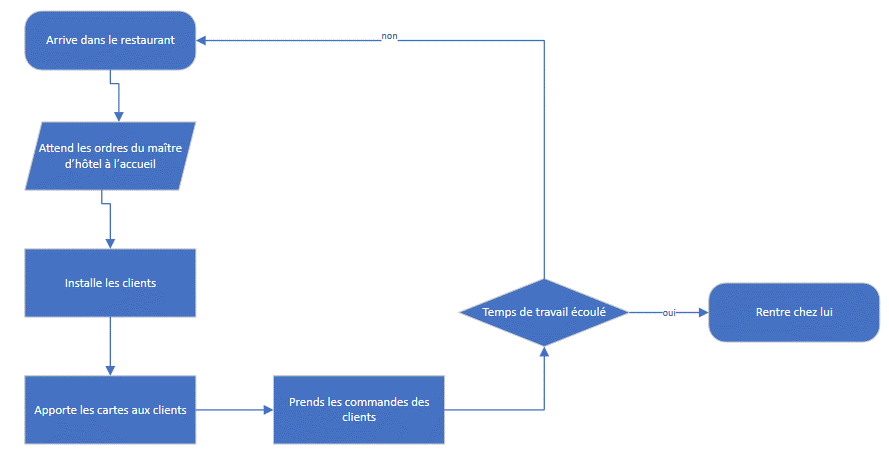 Arrive dans le restaurant
non
Attend les ordres du maître
d'hôtel à l'accueil
Installe les clients
Temps de travail écoulé
oui
Rentre chez lui
Apporte les cartes aux clients
Prends les commandes des
clients